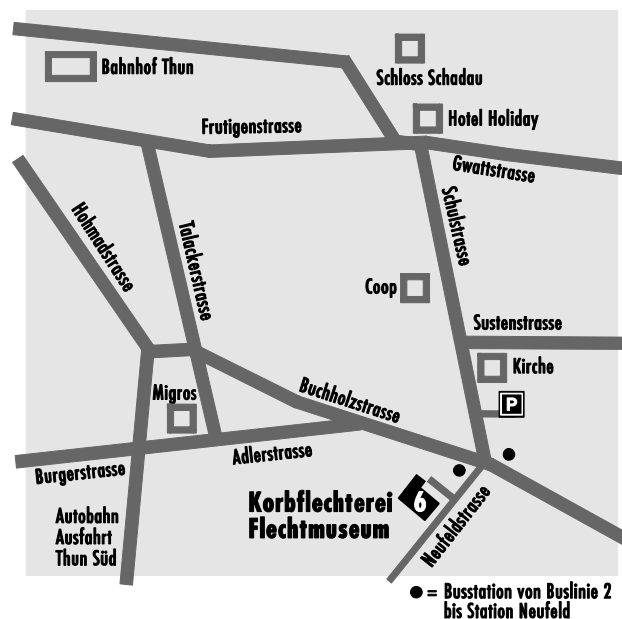 Bahnhof Thun
Schloss Schadau
Hotel Holiday
Frutigenstrasse
Gwattstrasse
Hohmadstrasse
Talackerstrasse
Schulstrasse
Coop
Sustenstrasse
Kirche
P
Migros
Buchholzstrasse
Adlerstrasse
Burgerstrasse
Autobahn
Ausfahrt
Thun Süd
Korbflechterei
Flechtmuseum
6
Neufeldstrasse
= Busstation von Buslinie 2
bis Station Neufeld